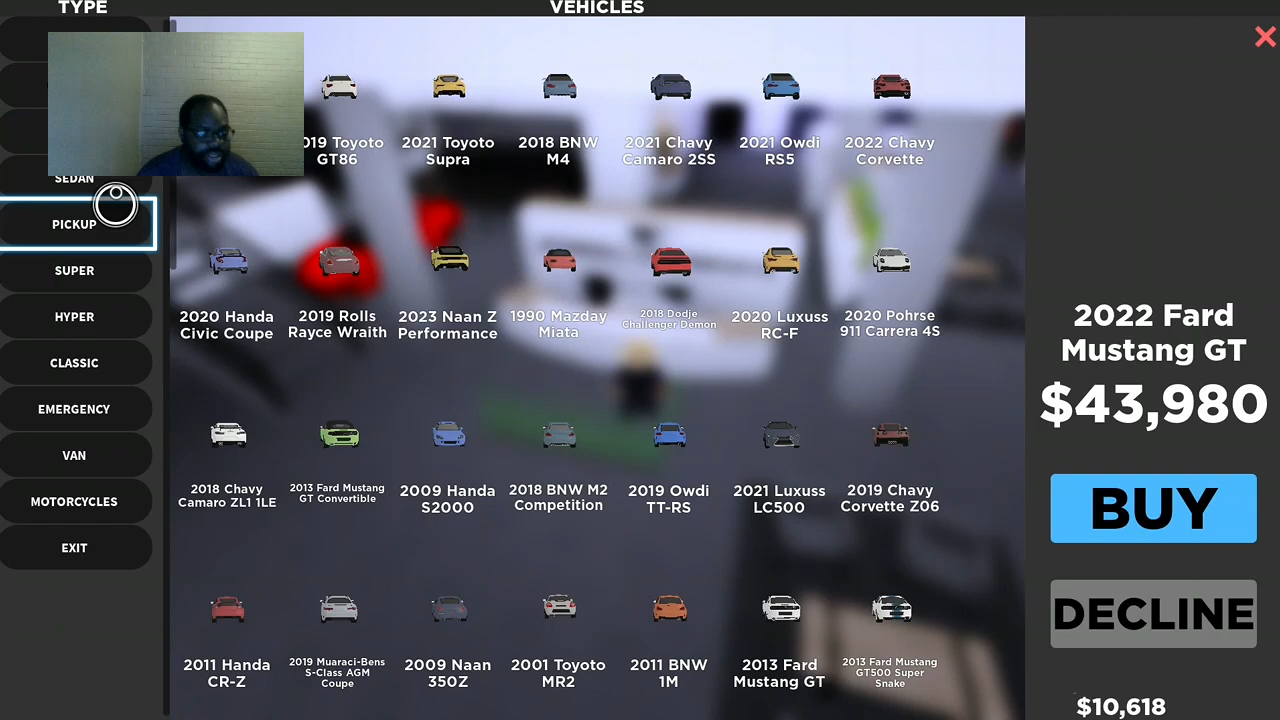 TYPE
VEHICLES
SEDAN
PICKUP
SUPER
HYPER
CLASSIC
EMERGENCY
VAN
MOTORCYCLES
EXIT
019 Toyoto
GT86
2021 Toyoto
Supra
2018 BNW
M4
2021 Chavy
Camaro 2SS
2021 Owdi
RS5
2022 Chavy
Corvette
2020 Handa
Civic Coupe
2019 Rolls
Rayce Wraith
2023 Naan Z
Performance
1990 Mazday
Miata
2018 Dodje
Challenger Demon
2020 Luxuss
RC-F
2020 Pohrse
911 Carrera 4S
2018 Chavy
Camaro ZL1 1LE
2013 Fard Mustang
GT Convertible
2009 Handa
S2000
2018 BNW M2
Competition
2019 Owdi
TT-RS
2021 Luxuss
LC500
2019 Chavy
Corvette Z06
2011 Handa
CR-Z
2019 Muaraci-Bens
S-Class AGM
Coupe
2009 Naan
350Z
2001 Toyoto
MR2
2011 BNW
1M
2013 Fard
Mustang GT
2013 Fard Mustang
GT500 Super
Snake
2022 Fard
Mustang GT
$43,980
BUY
DECLINE
$10,618